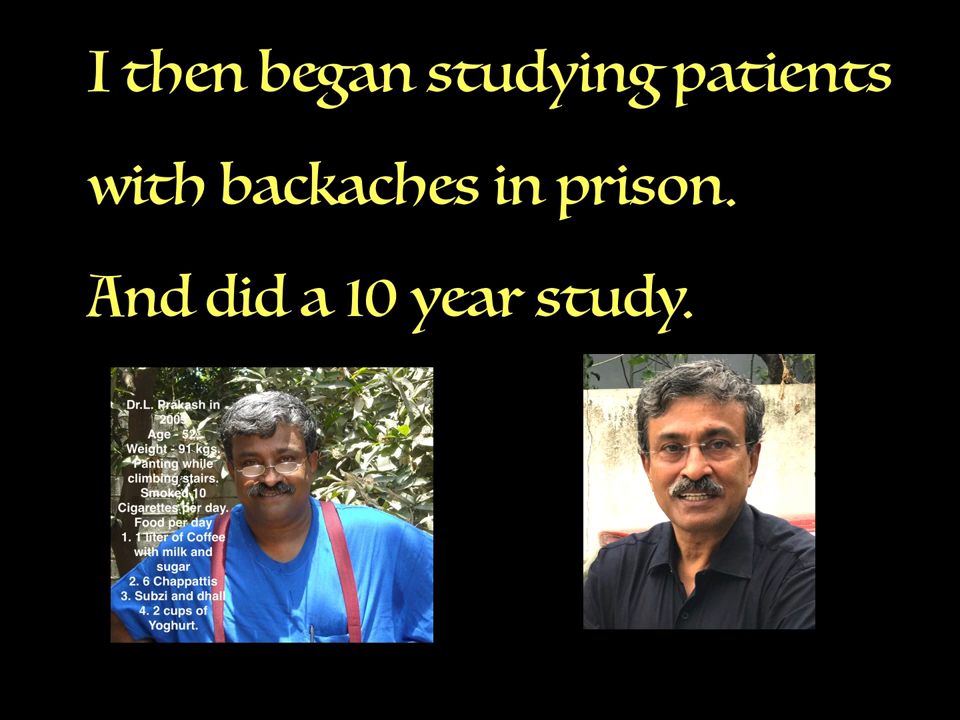 I then began studying patients
with backaches in prison.
And did a 10 year study.
Dr.L. Prakash in
Age - 52.
Weight - 91 kgs.
Panting while
climbing stairs.
Smoked 10
Cigarettes per day.
Food per day
1. 1 liter of Coffee
with milk and
sugar
2. 6 Chappattis
3. Subzi and dhall
4. 2 cups of
Yoghurt.